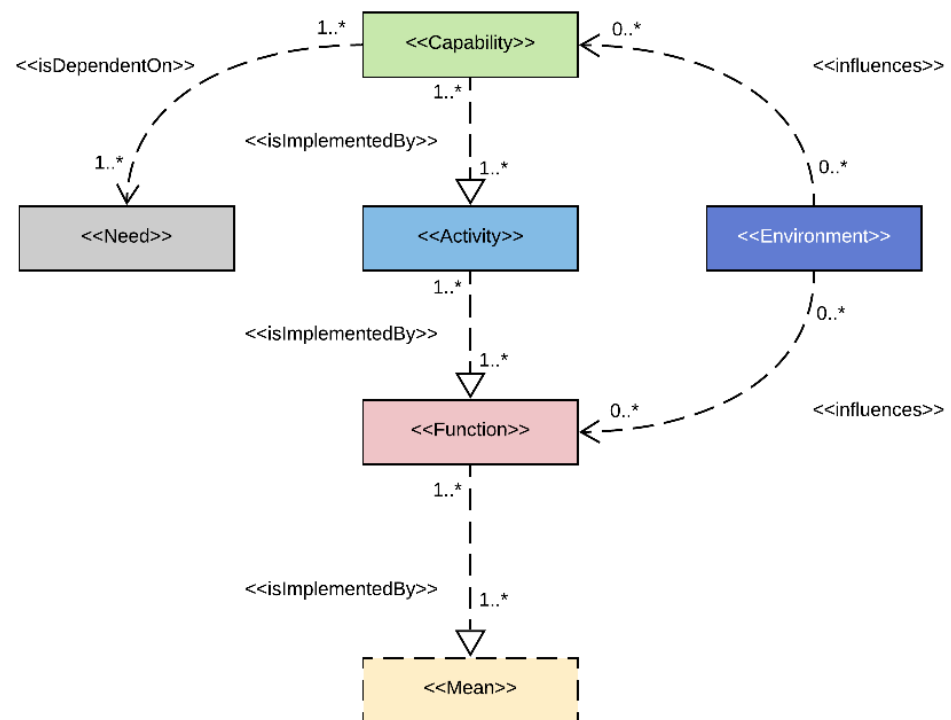 1..*
<<Capability>>
0..*
<<isDependentOn>>
<<influences>>
1..*
<<isImplementedBy>>
1..*
1..*
0..*
<<Need>>
<<Activity>>
<<Environment>>
1..*
0..*
<<isImplementedBy>>
1..*
0..*
<<influences>>
<<Function>>
1..*
<<isImplementedBy>>
1..*
<<Mean>>